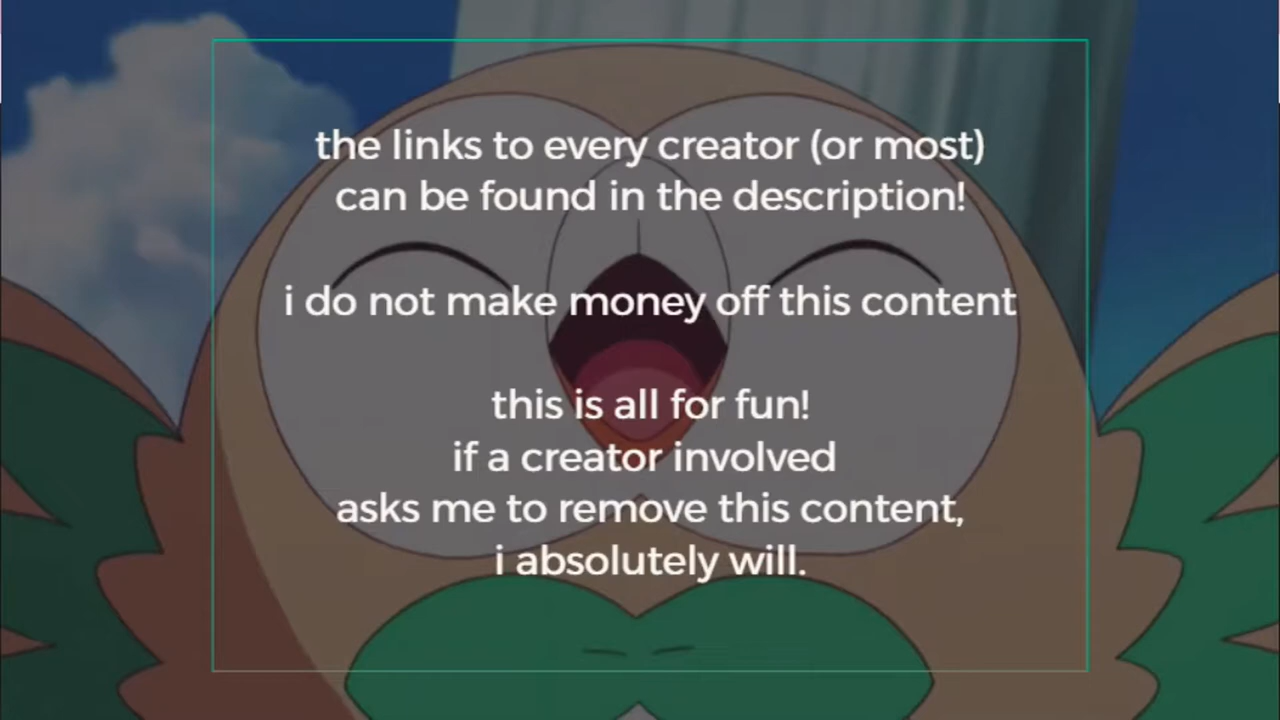 the links to every creator (or most)
can be found in the description!
i do not make money off this content
this is all for fun!
if a creator involved
asks me to remove this content,
i absolutely will.